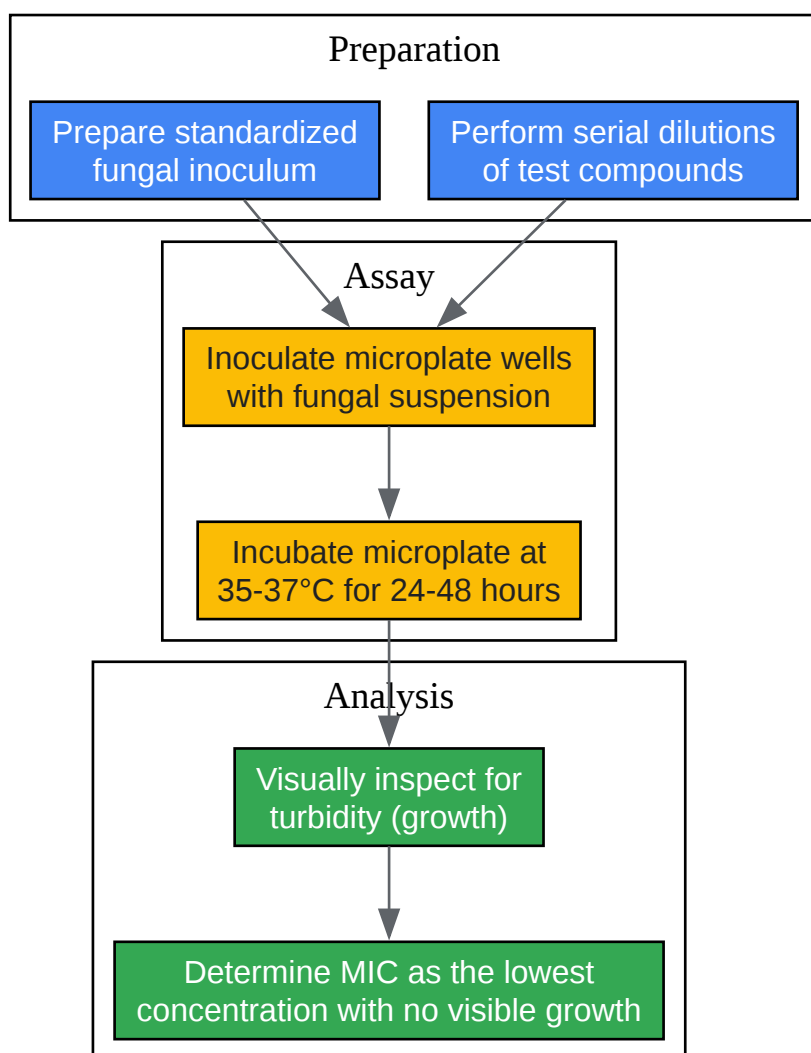 Preparation
Prepare standardized
fungal inoculum
Perform serial dilutions
of test compounds
Assay
Inoculate microplate wells
with fungal suspension
Incubate microplate at
35-37°C for 24-48 hours
Analysis
Visually inspect for
turbidity (growth)
Determine MIC as the lowest
concentration with no visible growth